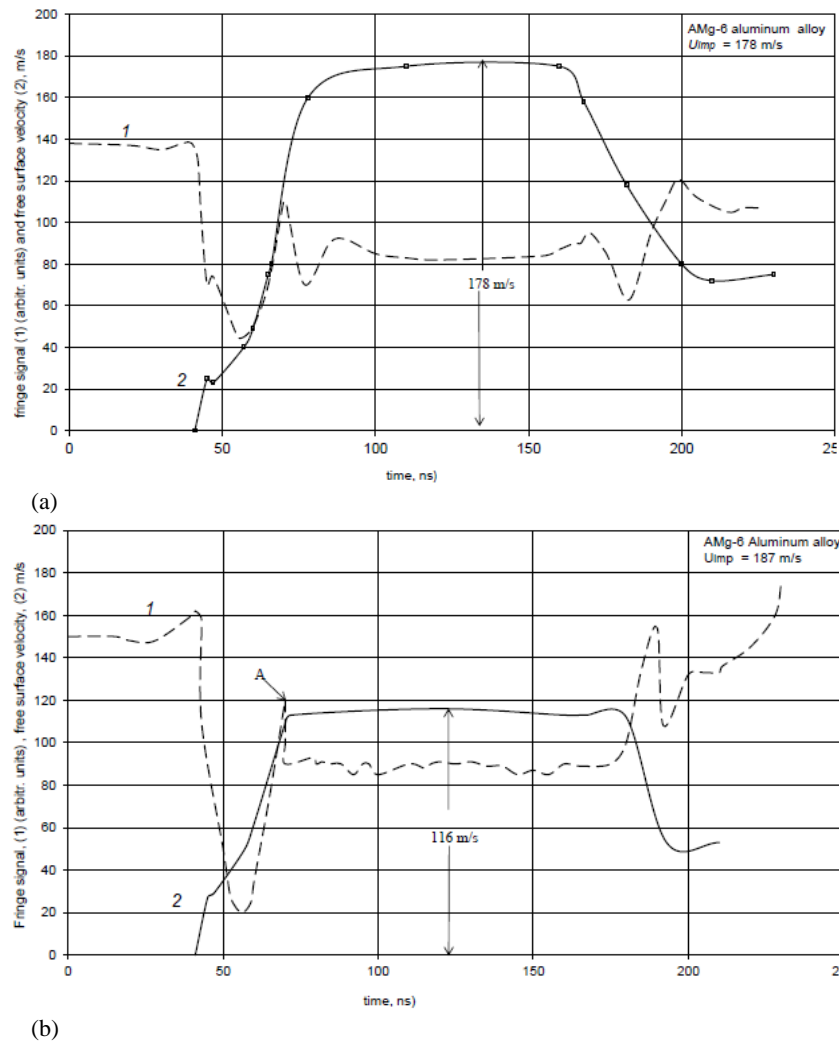 AMg-6 aluminum alloy
Uimp = 178 m/s
fringe signal (1) (arbitr. units) and free surface velocity (2), m/s
200
180
160
140
120
100
80
60
40
20
0
1
2
178 m/s
0 50 100 150 200 25
time, ns)
(a)
AMg-6 Aluminum alloy
Uimp = 187 m/s
Fringe signal, (1) (arbitr. units) , free surface velocity, (2) m/s
200
180
160
140
120
100
80
60
40
20
0
1
A
2
116 m/s
0 50 100 150 200 2
time, ns)
(b)